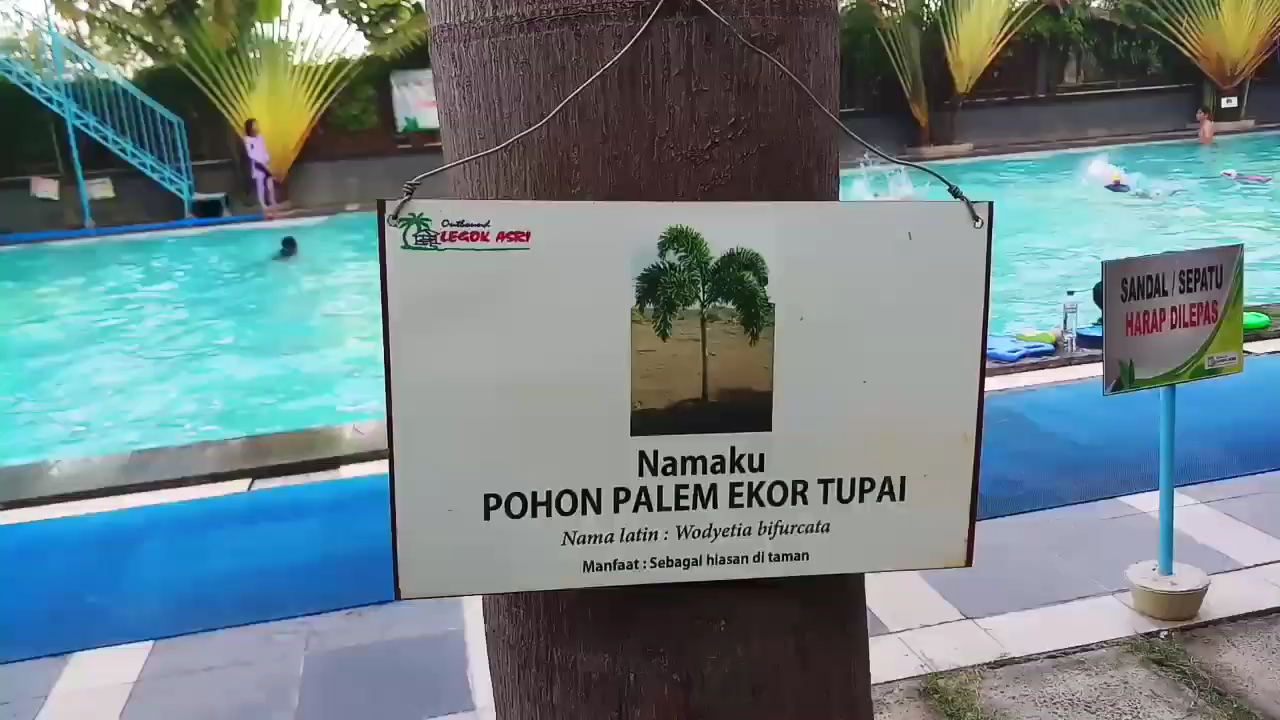 Outbound
LEGOK ASRI
Namaku
POHON PALEM EKOR TUPAI
Nama latin : Wodyetia bifurcata
Manfaat : Sebagai hiasan di taman
SANDAL / SEPATU
HARAP DILEPAS